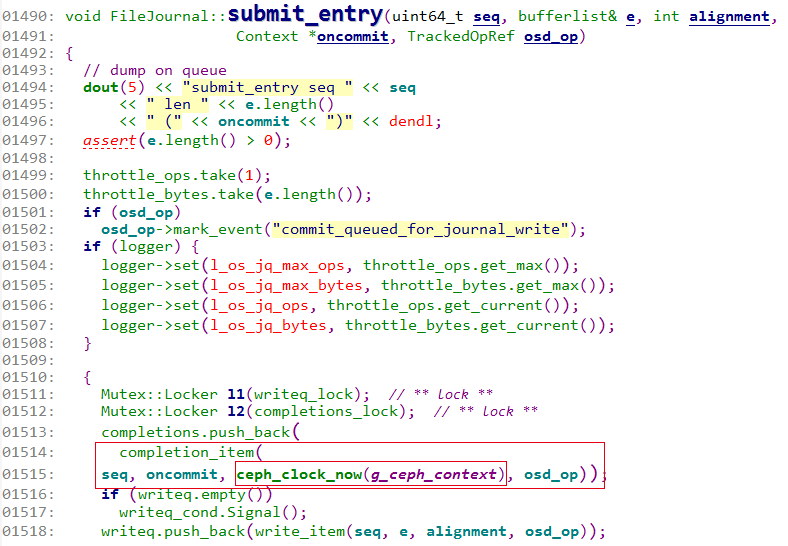 01490: void FileJournal::submit_entry(uint64_t seq, bufferlist& e, int alignment,
01491:                    Context *oncommit, TrackedOpRef osd_op)
01492: {
01493:   // dump on queue
01494:   dout(5) << "submit_entry seq " << seq
01495:       << " len " << e.length()
01496:       << " (" << oncommit << ")" << dendl;
01497:   assert(e.length() > 0);
01498:
01499:   throttle_ops.take(1);
01500:   throttle_bytes.take(e.length());
01501:   if (osd_op)
01502:     osd_op->mark_event("commit_queued_for_journal_write");
01503:   if (logger) {
01504:     logger->set(l_os_jq_max_ops, throttle_ops.get_max());
01505:     logger->set(l_os_jq_max_bytes, throttle_bytes.get_max());
01506:     logger->set(l_os_jq_ops, throttle_ops.get_current());
01507:     logger->set(l_os_jq_bytes, throttle_bytes.get_current());
01508:   }
01509:
01510:   {
01511:     Mutex::Locker l1(writeq_lock);  // ** lock **
01512:     Mutex::Locker l2(completions_lock);  // ** lock **
01513:     completions.push_back(
01514:       completion_item(
01515:     seq, oncommit, ceph_clock_now(g_ceph_context), osd_op));
01516:     if (writeq.empty())
01517:       writeq_cond.Signal();
01518:     writeq.push_back(write_item(seq, e, alignment, osd_op));